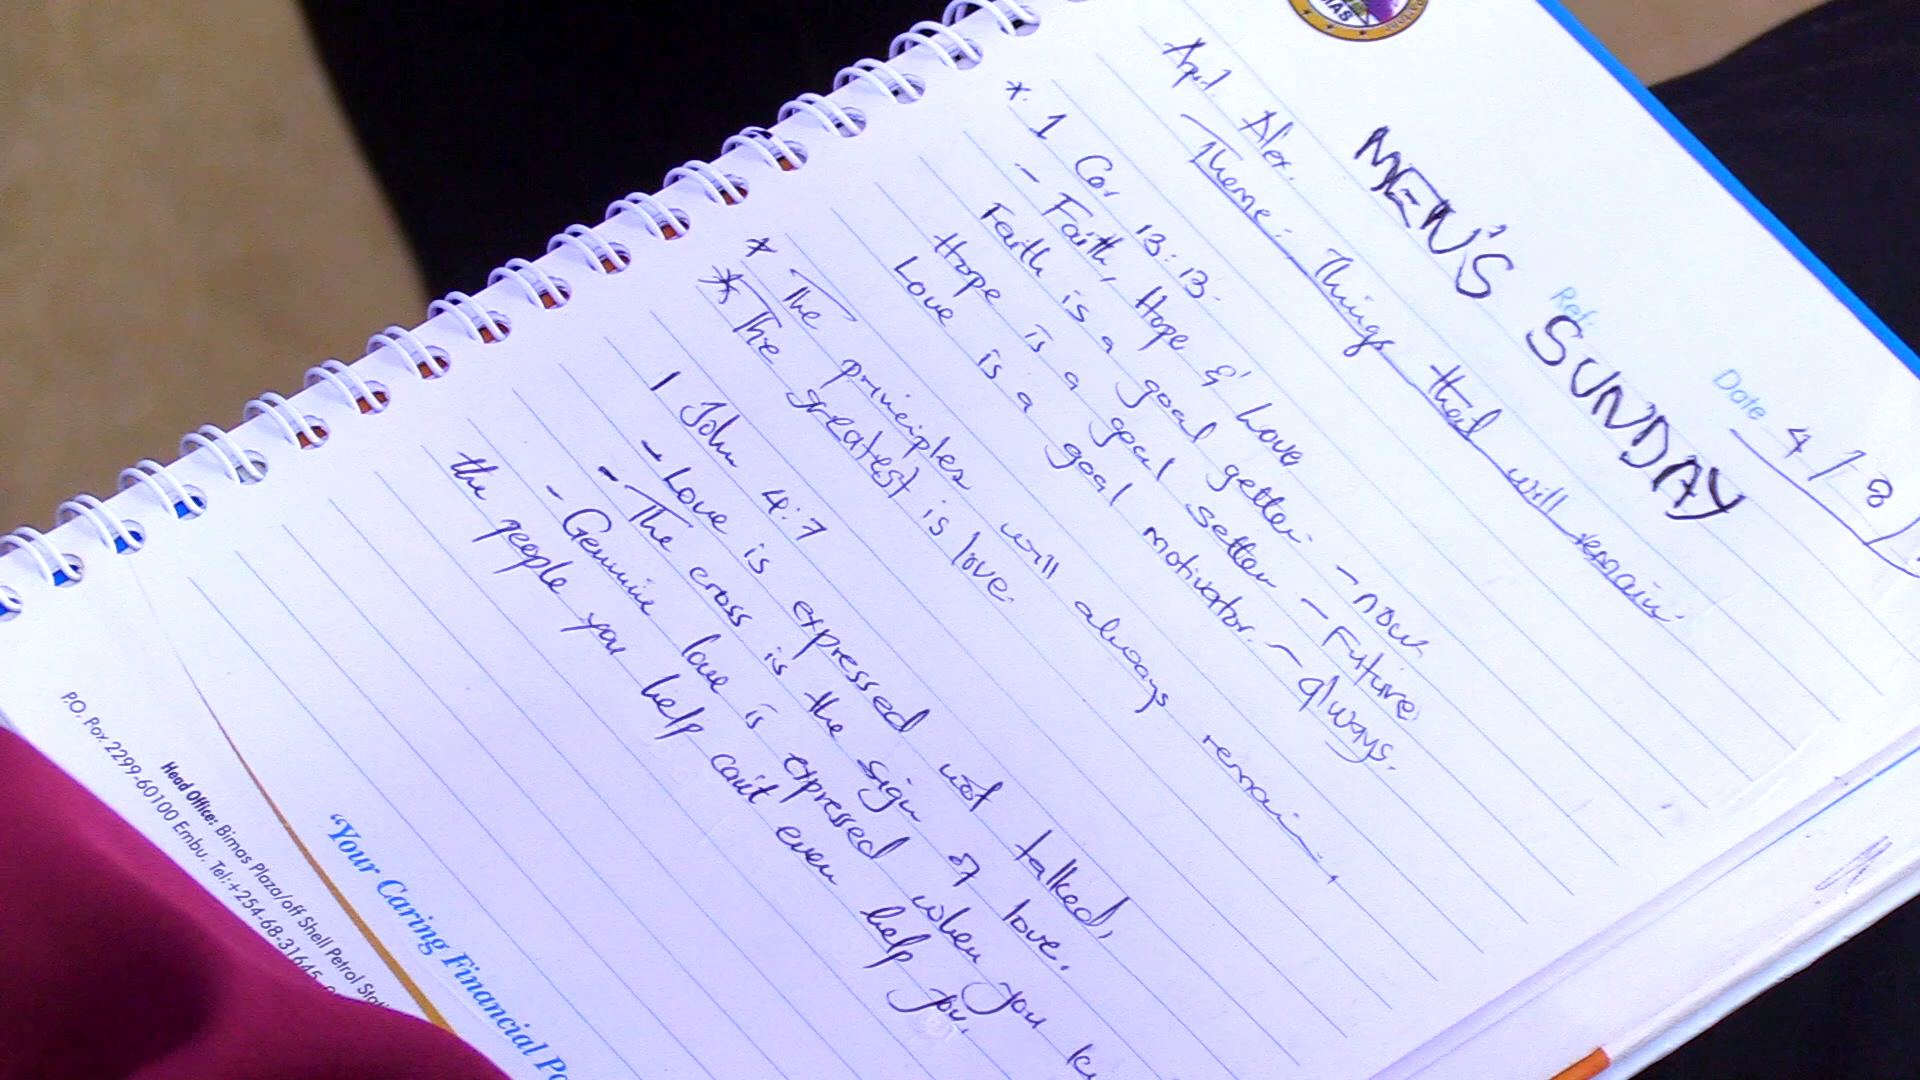 BIMAS
Ref:
Date 4/8/
MEN'S SUNDAY
Apst. Alex.
Theme: Things that will remain.
* 1 Cor 13:13.
- Faith, Hope & Love
Faith is a goal getter - now
Hope is a goal setter - Future
Love is a goal motivator. - always.
* The principles will always remain,
* The greatest is love.
1 John 4:7
- Love is expressed not talked,
- The cross is the sign of love.
- Genuine love is expressed when you
the people you help can't even help you.
"Your Caring Financial
Head Office: Bimas Plaza/off Shell Petrol
P.O. Pox 2299-60100 Embu. Tel:+254-68-31645